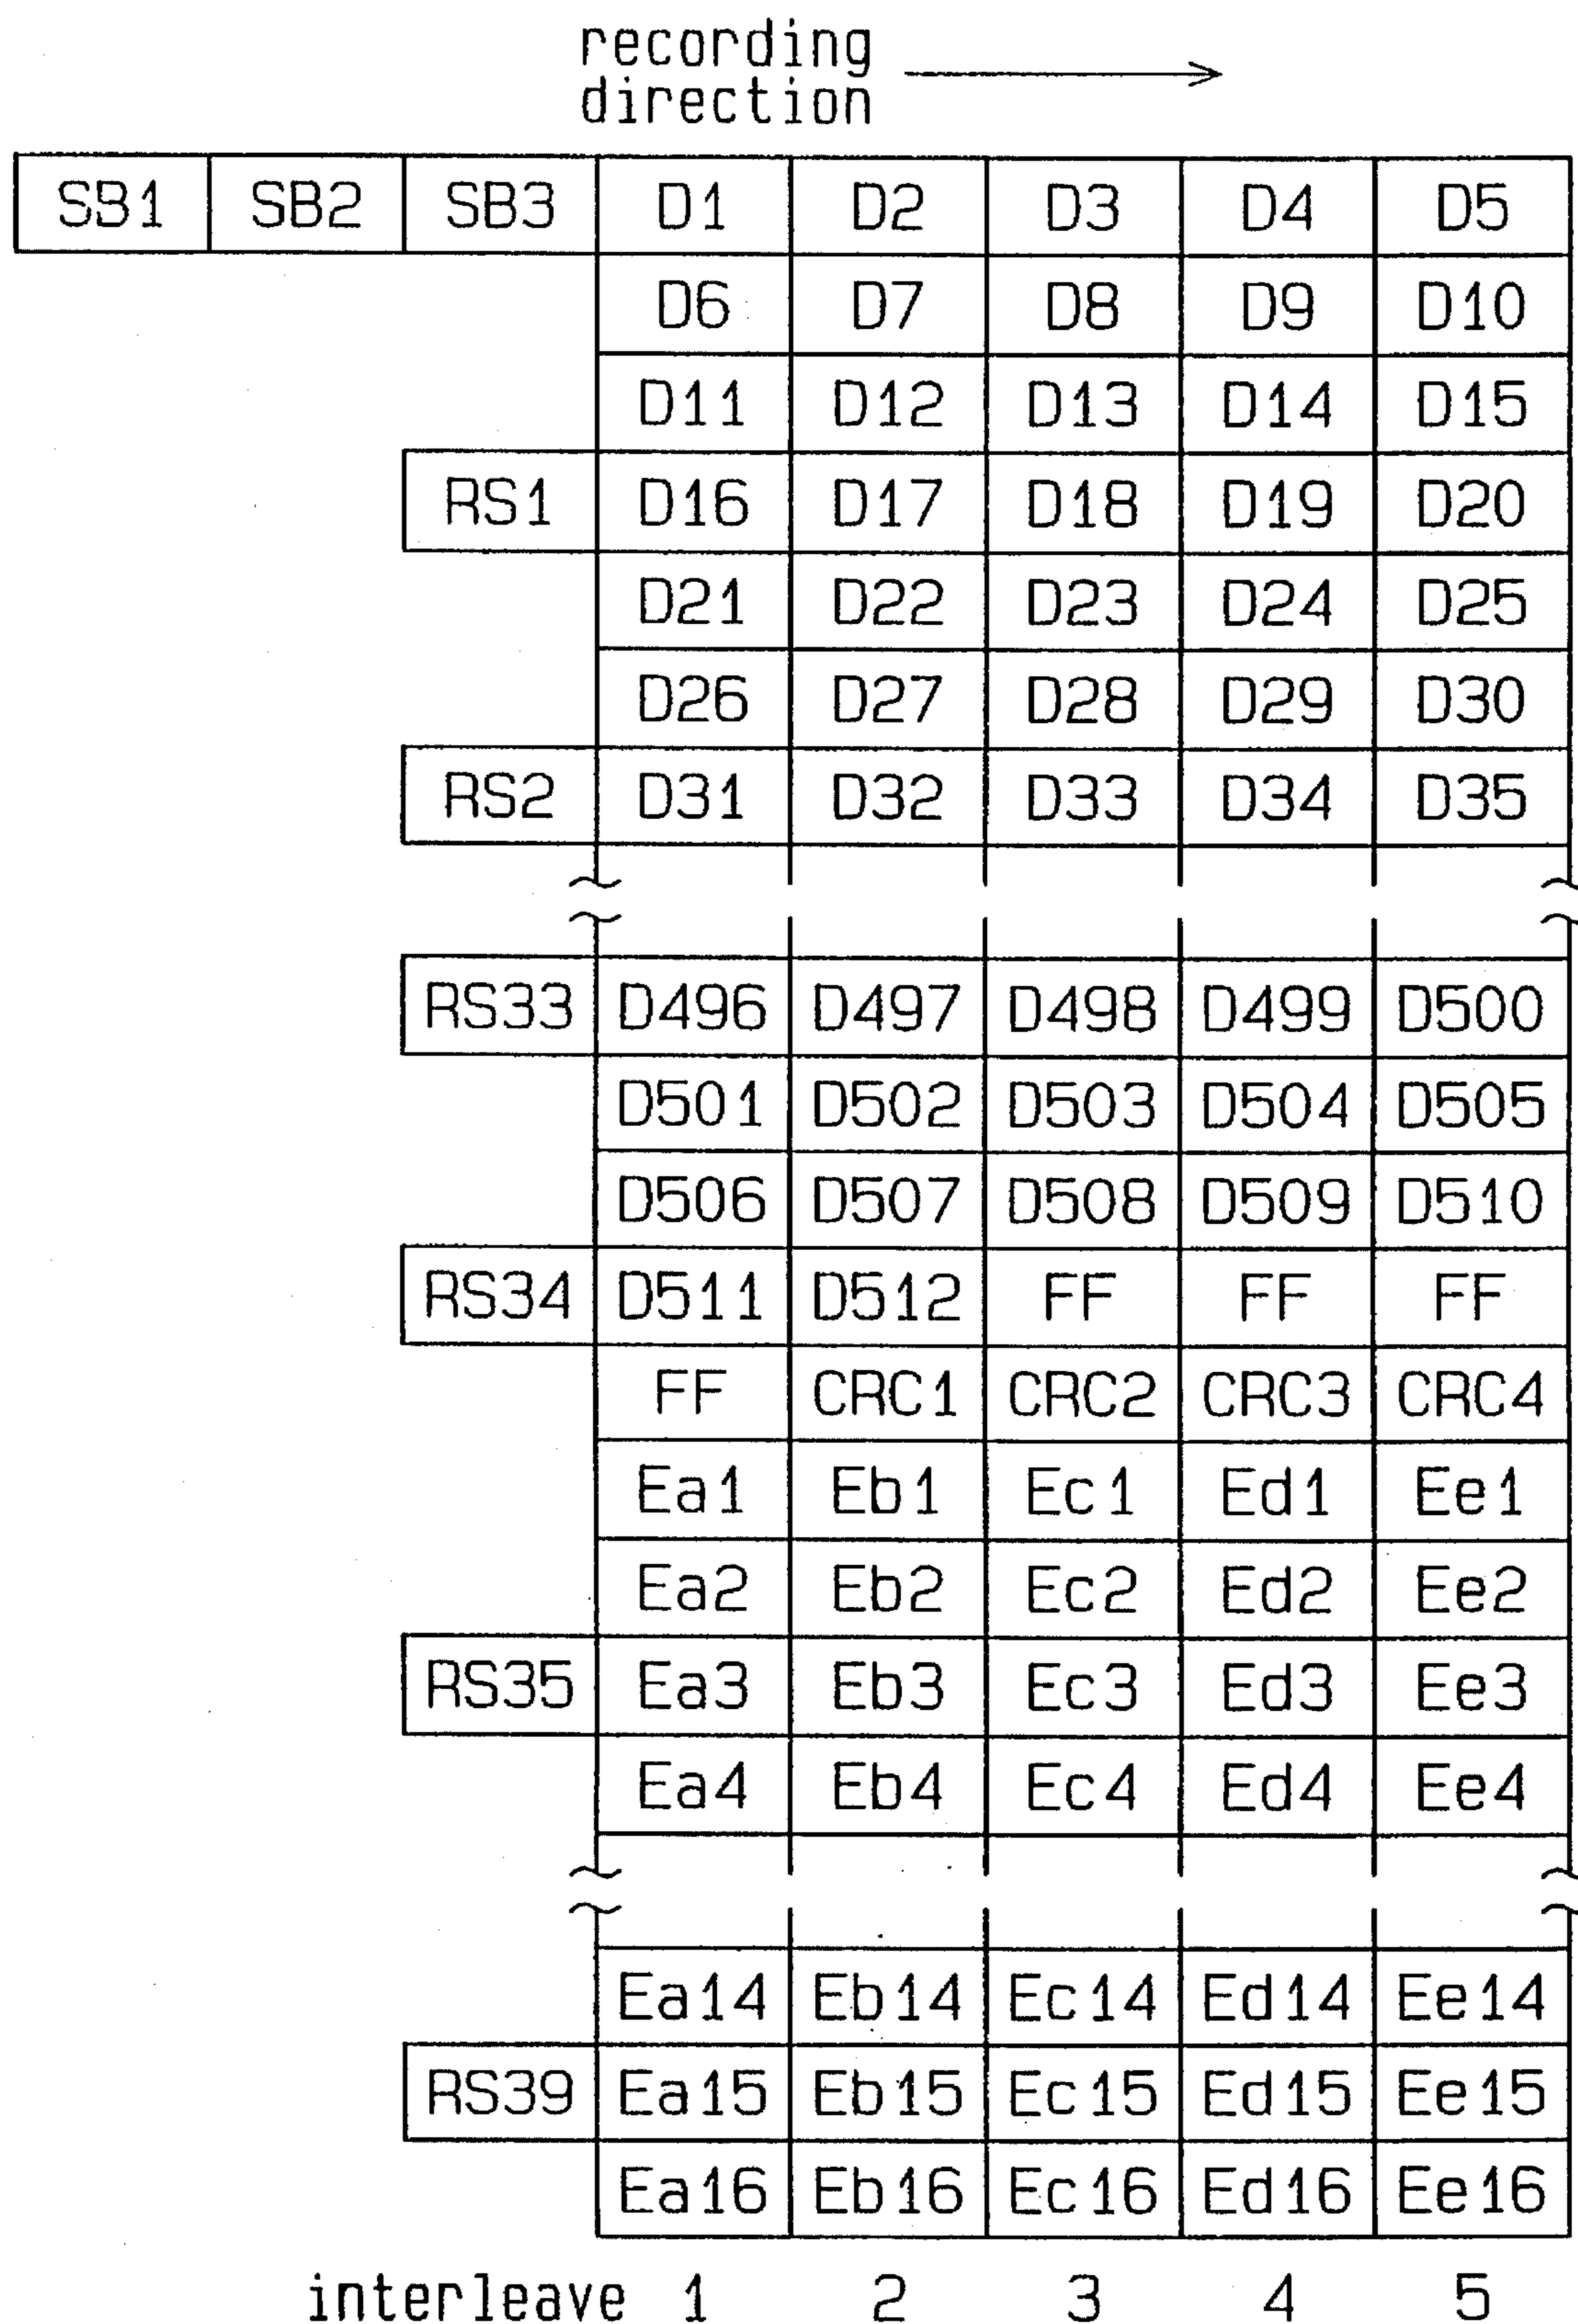 recording
direction
SB1 SB2 SB3 D1 D2 D3 D4 D5
D6 D7 D8 D9 D10
D11 D12 D13 D14 D15
RS1 D16 D17 D18 D19 D20
D21 D22 D23 D24 D25
D26 D27 D28 D29 D30
RS2 D31 D32 D33 D34 D35
RS33 D496 D497 D498 D499 D500
D501 D502 D503 D504 D505
D506 D507 D508 D509 D510
RS34 D511 D512 FF FF FF
FF CRC1 CRC2 CRC3 CRC4
Ea1 Eb1 Ec1 Ed1 Ee1
Ea2 Eb2 Ec2 Ed2 Ee2
RS35 Ea3 Eb3 Ec3 Ed3 Ee3
Ea4 Eb4 Ec4 Ed4 Ee4
Ea14 Eb14 Ec14 Ed14 Ee14
RS39 Ea15 Eb15 Ec15 Ed15 Ee15
Ea16 Eb16 Ec16 Ed16 Ee16
interleave 1 2 3 4 5